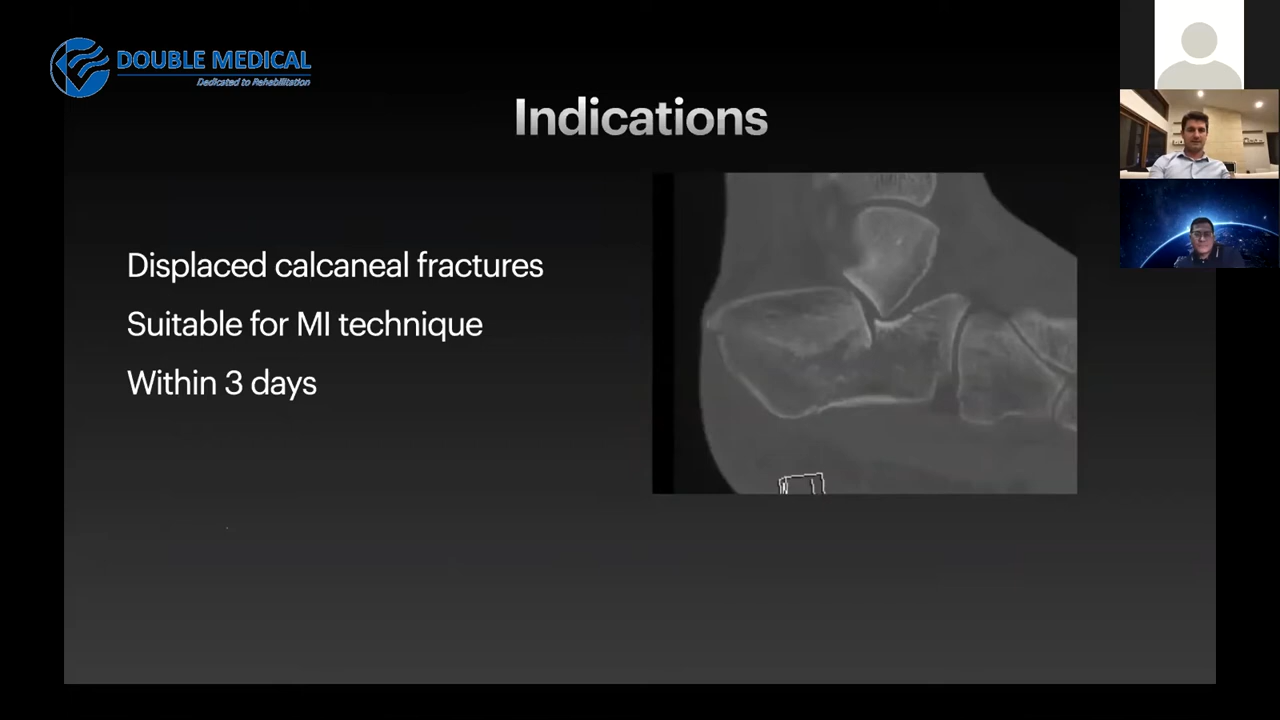 DOUBLE MEDICAL
Dedicated to Rehabilitation
Indications
Displaced calcaneal fractures
Suitable for MI technique
Within 3 days